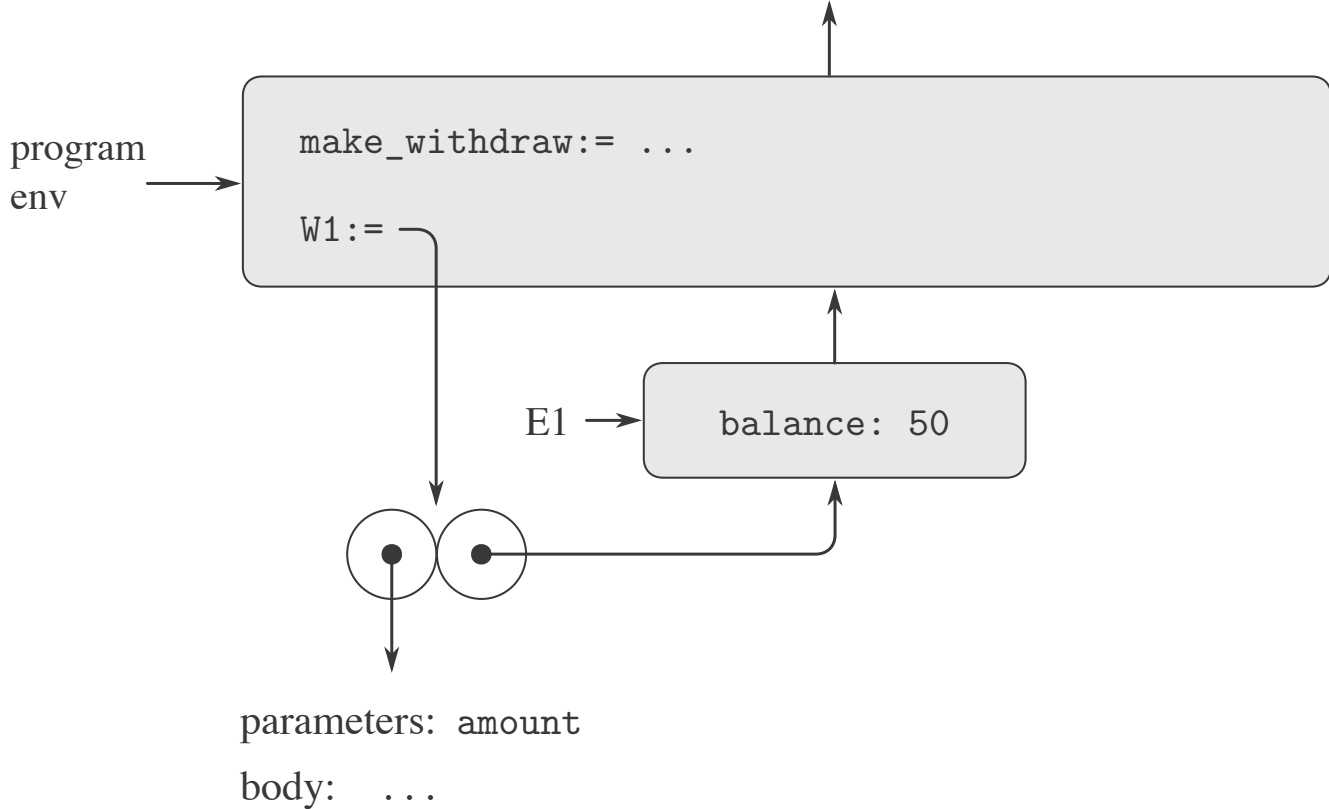 program
env
make_withdraw:= ...
W1:=
E1
balance: 50
parameters: amount
body: ...